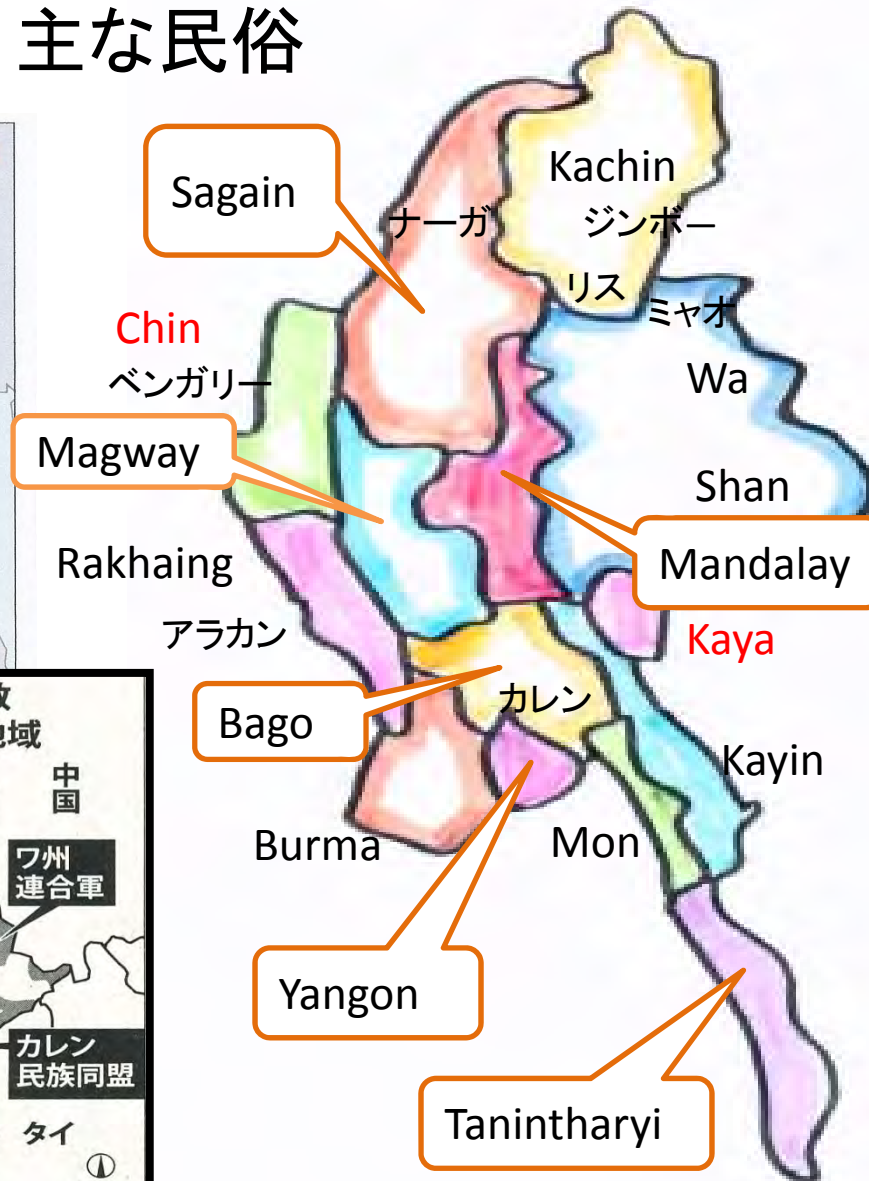 主な民俗
Sagain
Kachin
ナーガ
ジンボー
リス
ミャオ
Chin
ベンガリー
Wa
Magway
Shan
Rakhaing
Mandalay
アラカン
Kaya
Bago
カレン
Kayin
Burma
Mon
Yangon
Tanintharyi
地域
中国
ワ州
連合軍
カレン
民族同盟
タイ